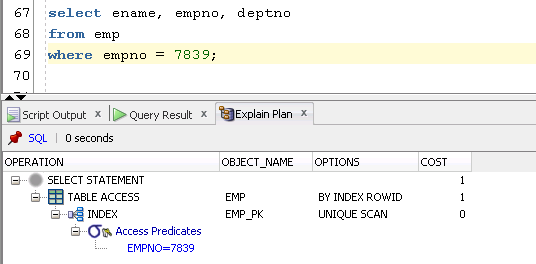 67 select ename, empno, deptno
68 from emp
69 where empno = 7839;
70
Script Output x Query Result x Explain Plan x
SQL | 0 seconds
OPERATION OBJECT_NAME OPTIONS COST
SELECT STATEMENT 1
TABLE ACCESS EMP BY INDEX ROWID 1
INDEX EMP_PK UNIQUE SCAN 0
Access Predicates
EMPNO=7839